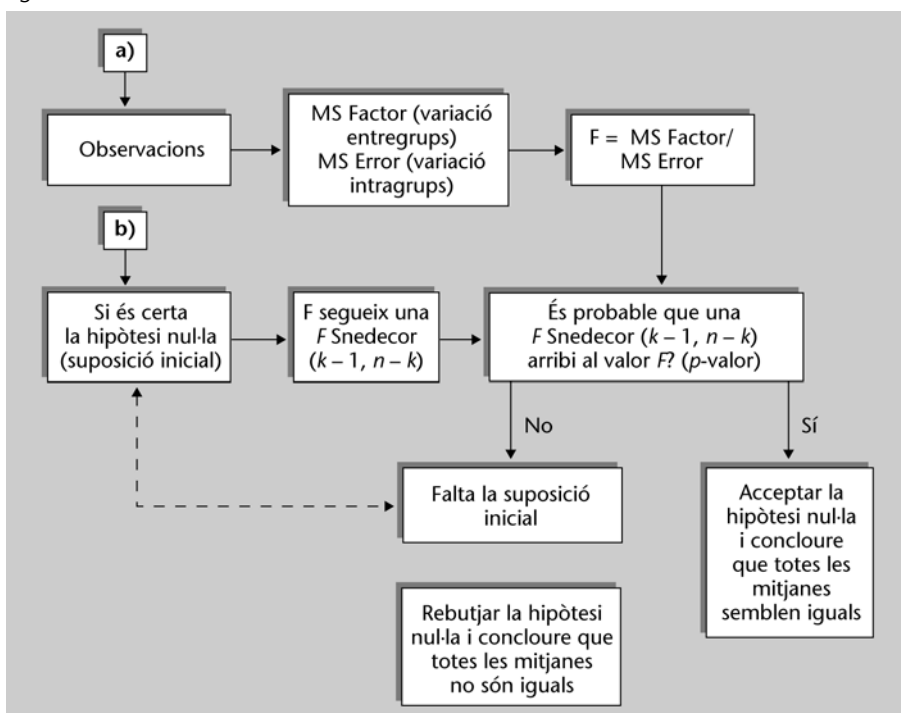 a)
Observacions
MS Factor (variació
entregrups)
MS Error (variació
intragrups)
F = MS Factor/
MS Error
b)
Si és certa
la hipòtesi nul·la
(suposició inicial)
F segueix una
F Snedecor
(k – 1, n – k)
És probable que una
F Snedecor (k – 1, n – k)
arribi al valor F? (p-valor)
No
Sí
Falta la suposició
inicial
Acceptar la
hipòtesi nul·la
i concloure
que totes les
mitjanes
semblen iguals
Rebutjar la hipòtesi
nul·la i concloure que
totes les mitjanes
no són iguals